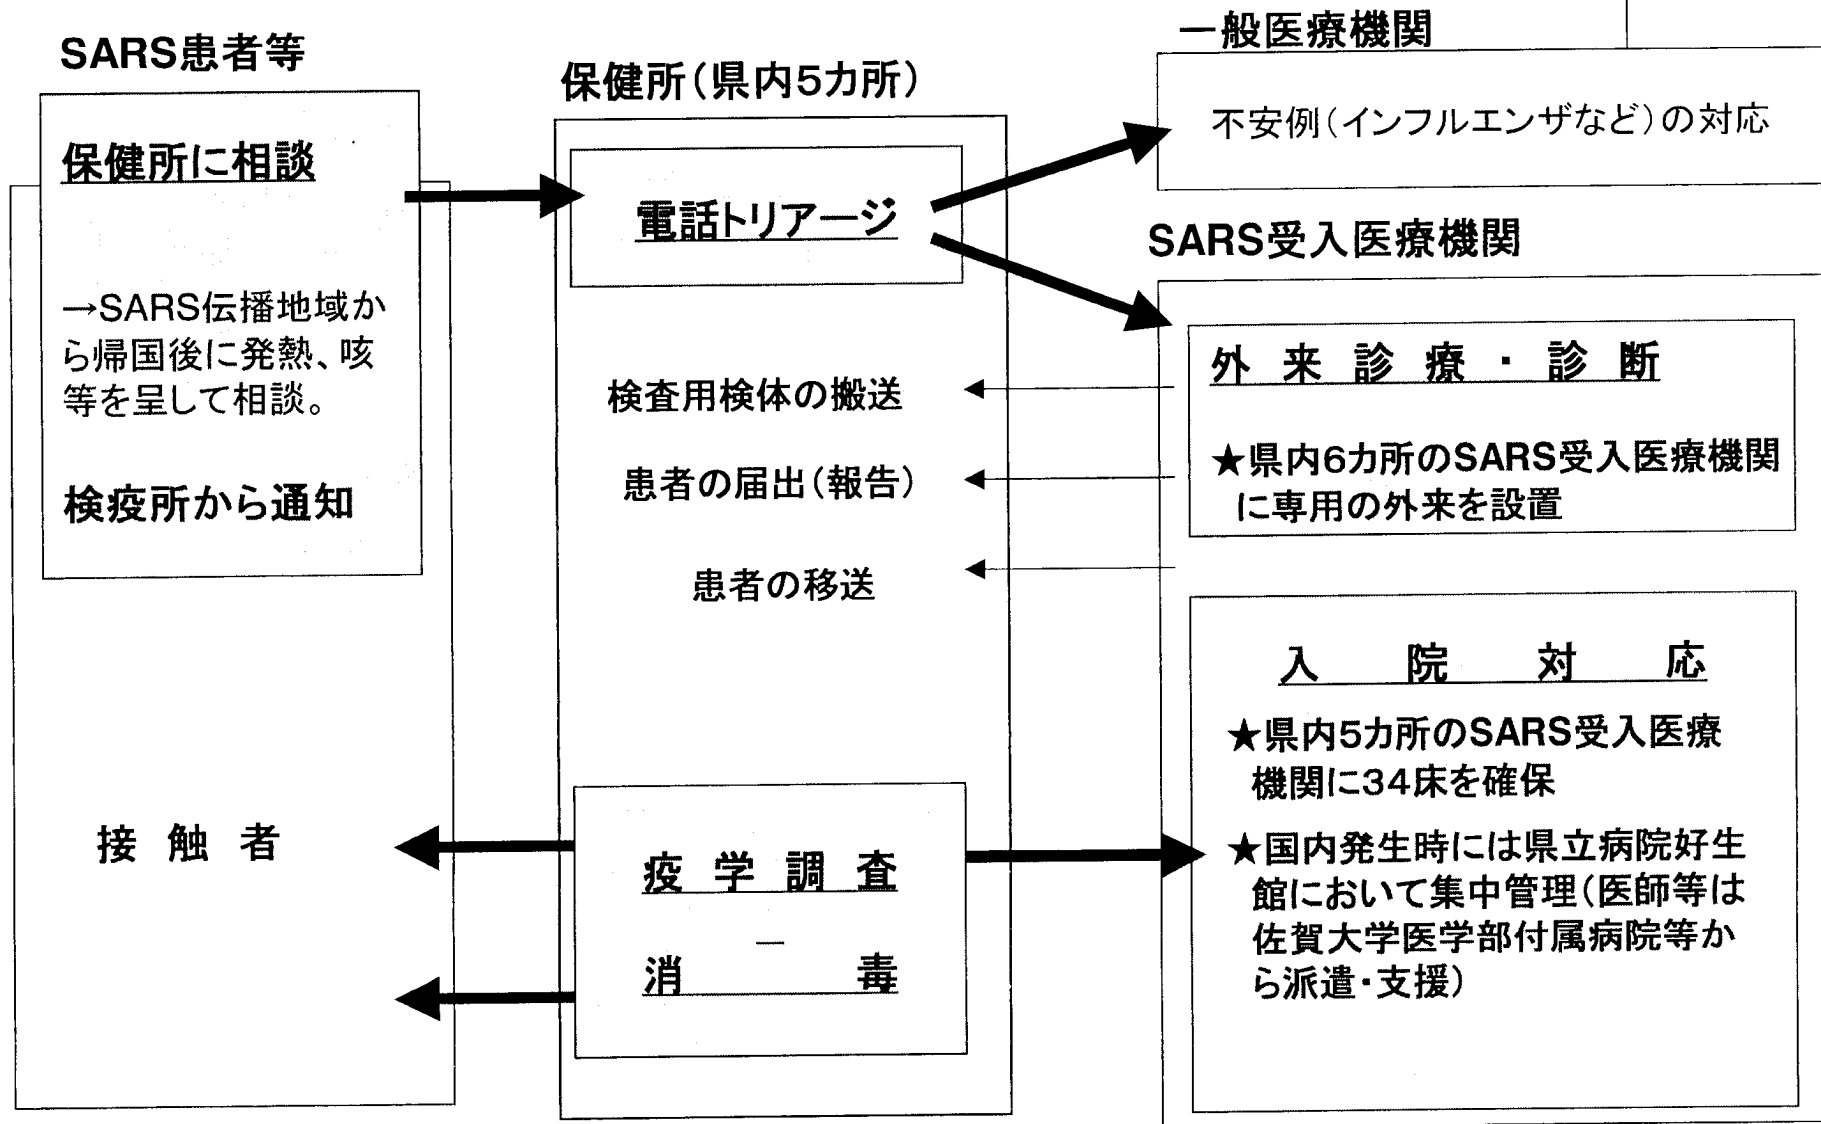 SARS患者等
保健所に相談
→SARS伝播地域か
ら帰国後に発熱、咳
等を呈して相談。
検疫所から通知
接触者
保健所(県内5カ所)
電話トリアージ
検査用検体の搬送
患者の届出(報告)
患者の移送
疫学調査
消毒
一般医療機関
不安例(インフルエンザなど)の対応
SARS受入医療機関
外来診療・診断
★県内6カ所のSARS受入医療機関
に専用の外来を設置
入院対応
★県内5カ所のSARS受入医療
機関に34床を確保
★国内発生時には県立病院好生
館において集中管理(医師等は
佐賀大学医学部付属病院等か
ら派遣・支援)